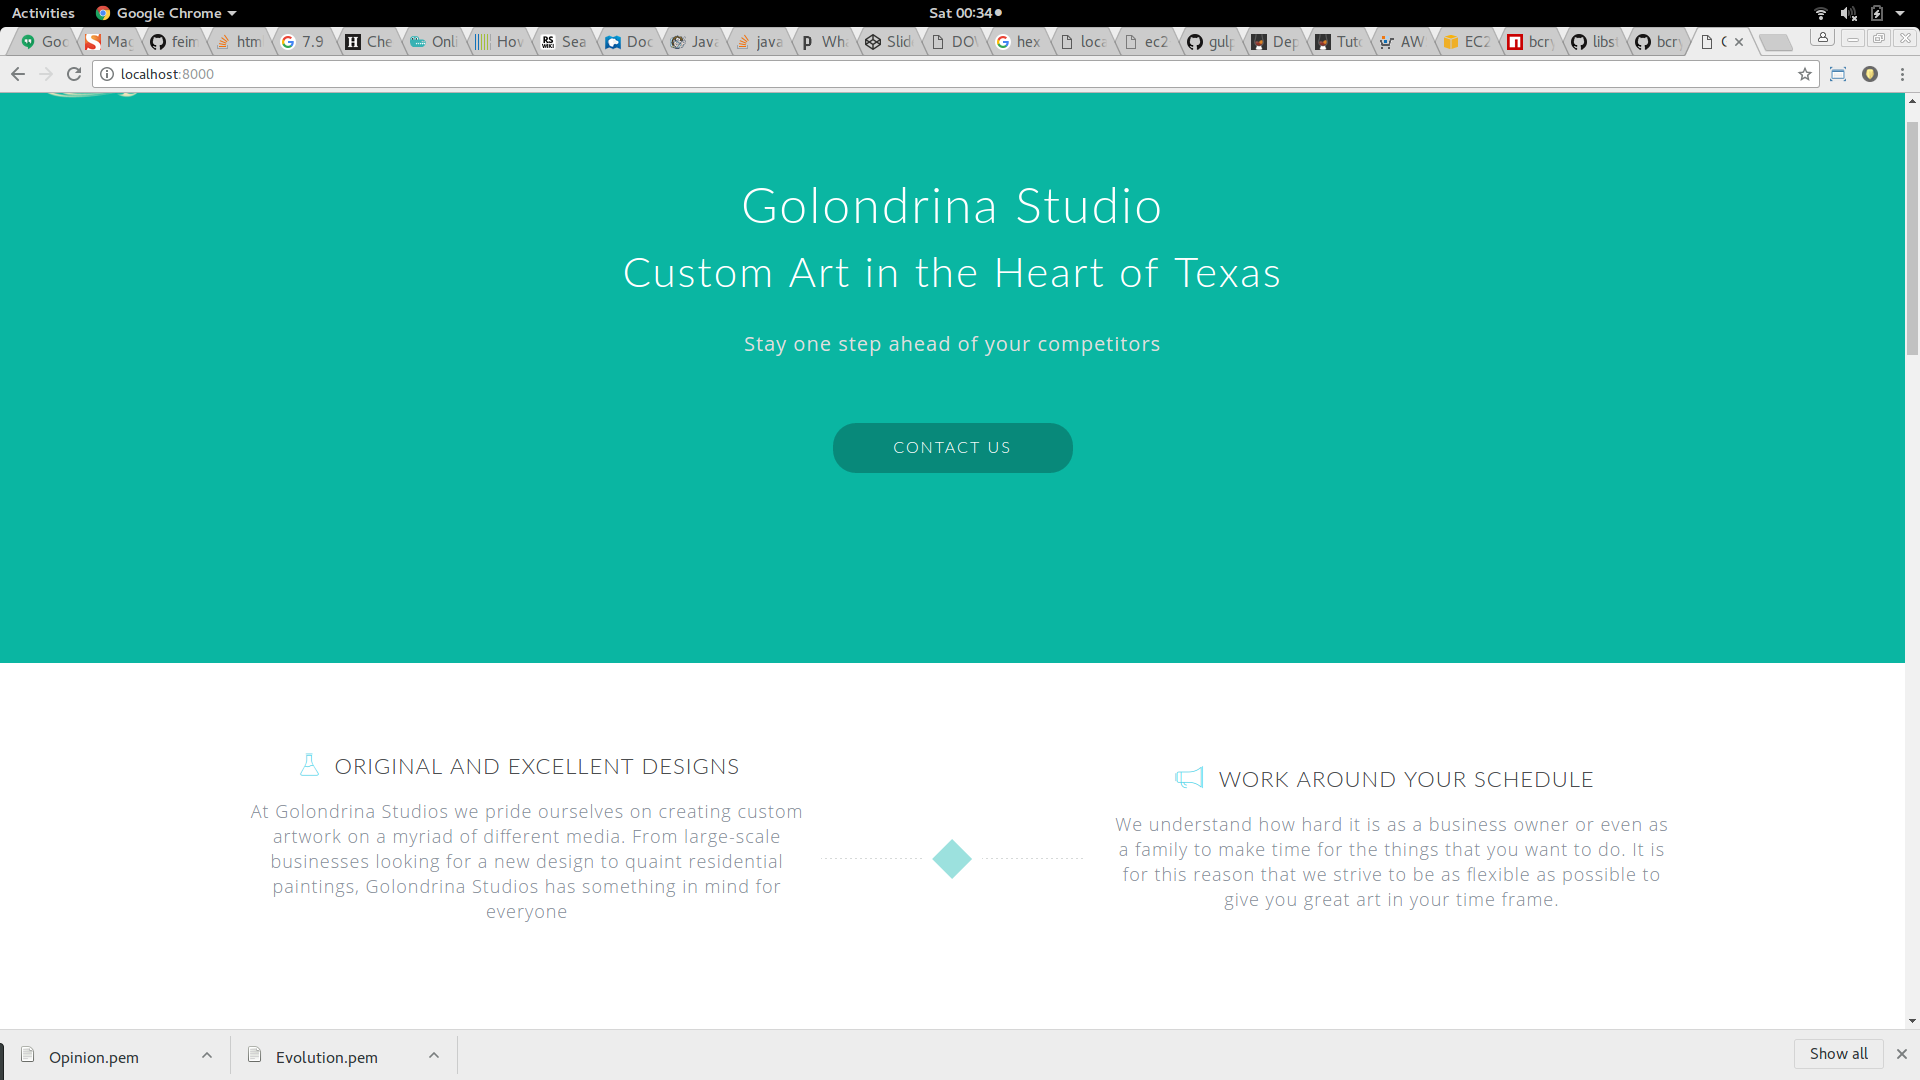 Activities Google Chrome Sat 00:34
Goc Mag feim html 7.9 Che Onli Hov Sea Doc Java java Wha Slid DO hex loca ec2 gulp Dep Tuto AW EC2 bcry libst bcry
localhost:8000
Golondrina Studio
Custom Art in the Heart of Texas
Stay one step ahead of your competitors
CONTACT US
ORIGINAL AND EXCELLENT DESIGNS
At Golondrina Studios we pride ourselves on creating custom
artwork on a myriad of different media. From large-scale
businesses looking for a new design to quaint residential
paintings, Golondrina Studios has something in mind for
everyone
WORK AROUND YOUR SCHEDULE
We understand how hard it is as a business owner or even as
a family to make time for the things that you want to do. It is
for this reason that we strive to be as flexible as possible to
give you great art in your time frame.
Opinion.pem Evolution.pem Show all